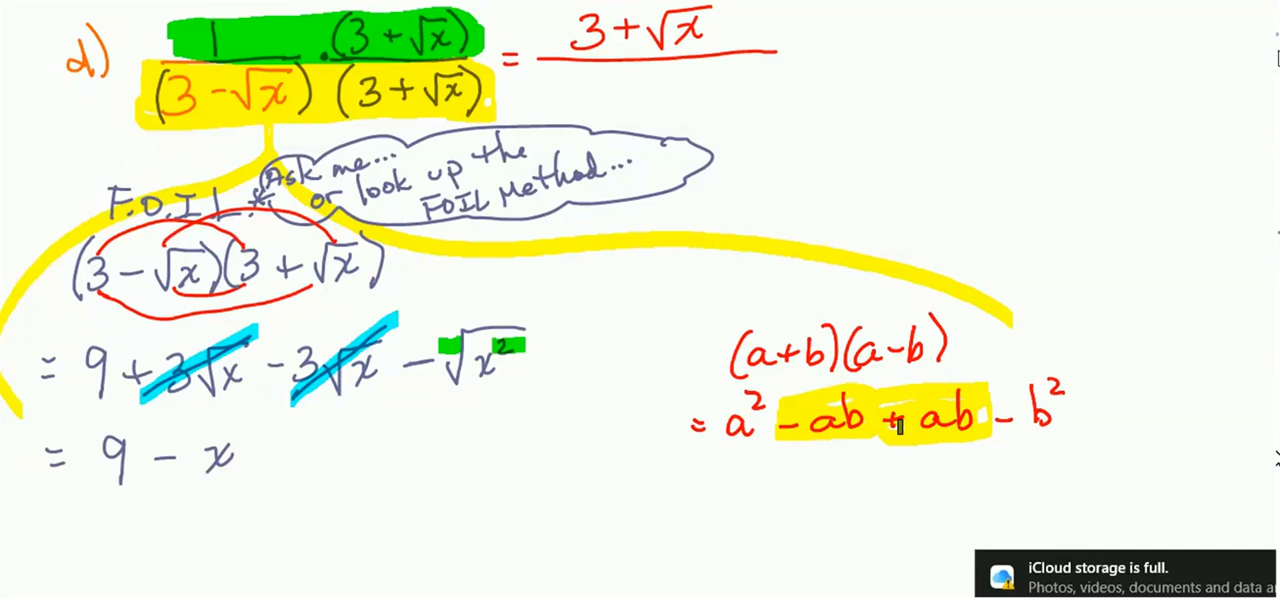 d) 1 · (3 + √x) / (3 − √x) (3 + √x) = 3 + √x
Ask me...
or look up the
FOIL Method...
F.O.I.L.*
(3 − √x)(3 + √x)
= 9 + 3√x − 3√x − √x²
= 9 − x
(a+b)(a−b)
= a² − ab + ab − b²
iCloud storage is full.
Photos, videos, documents and data a